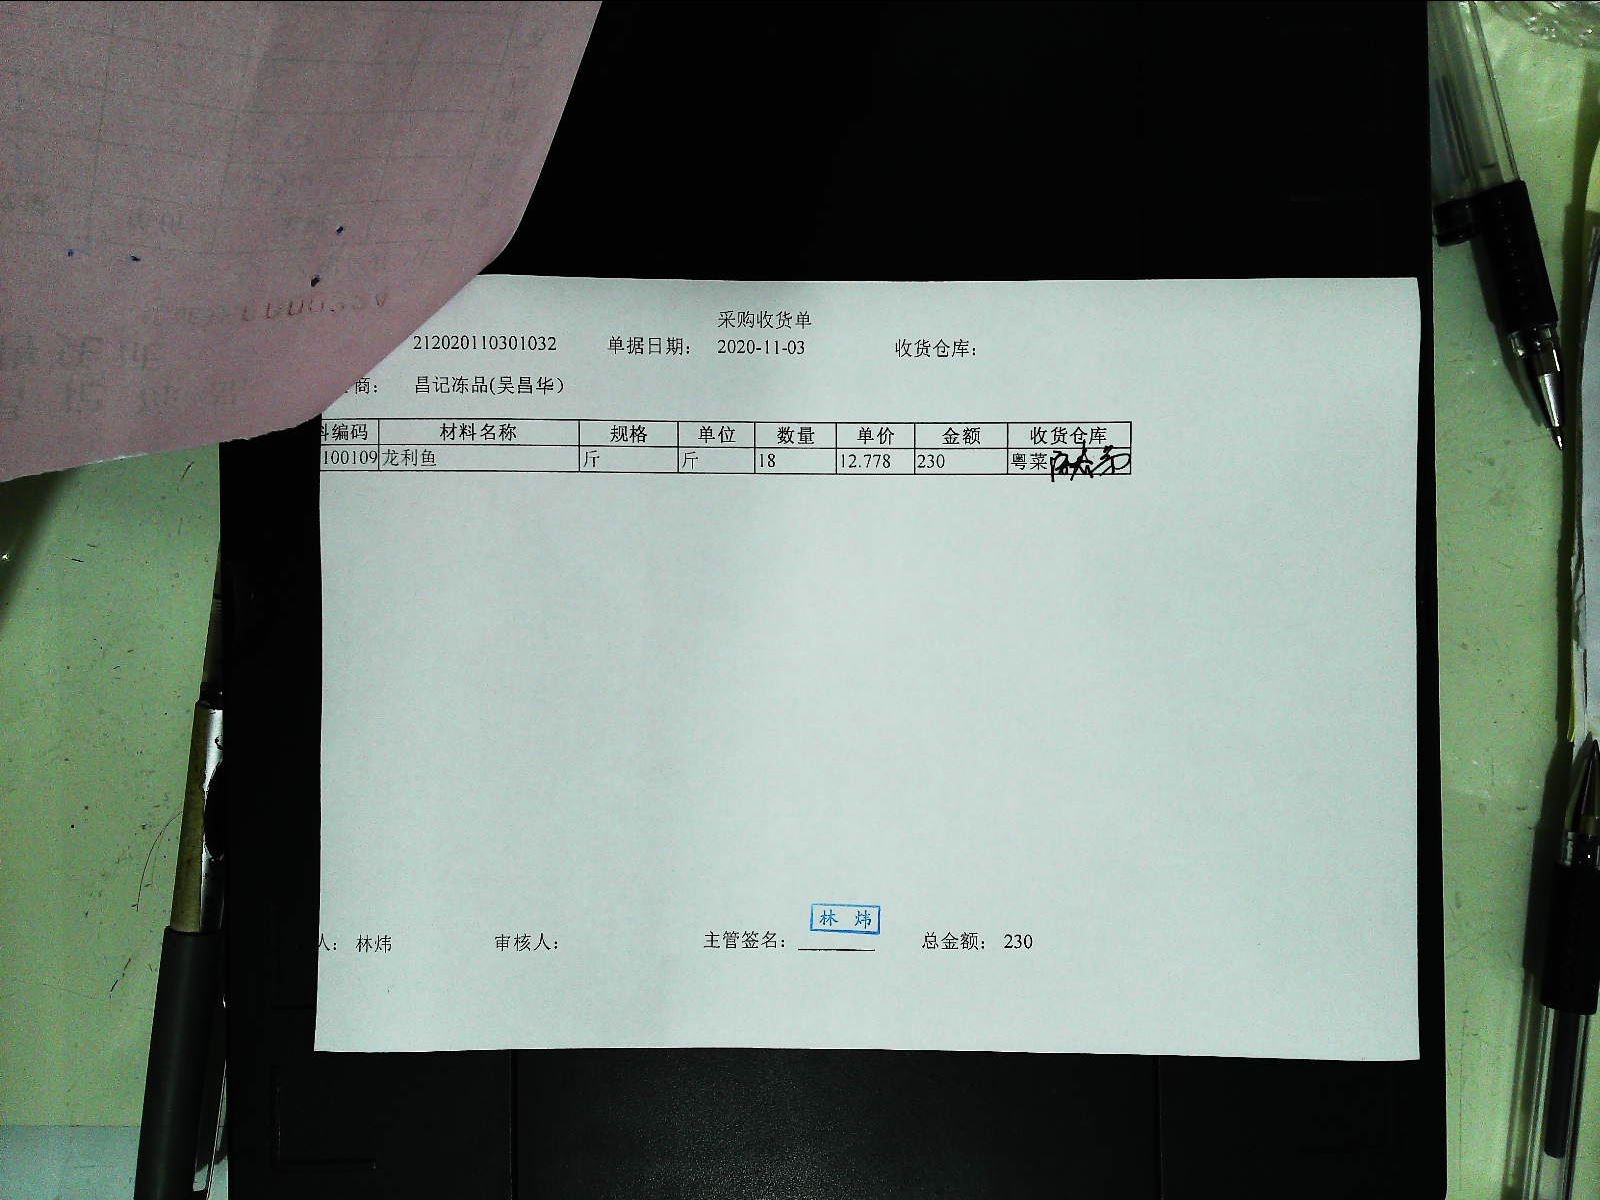 采购收货单
212020110301032 单据日期： 2020-11-03 收货仓库：
商： 昌记冻品(吴昌华）
料编码 材料名称 规格 单位 数量 单价 金额 收货仓库
100109 龙利鱼 斤 斤 18 12.778 230 粤菜
林 炜
人： 林炜 审核人： 主管签名： 总金额： 230